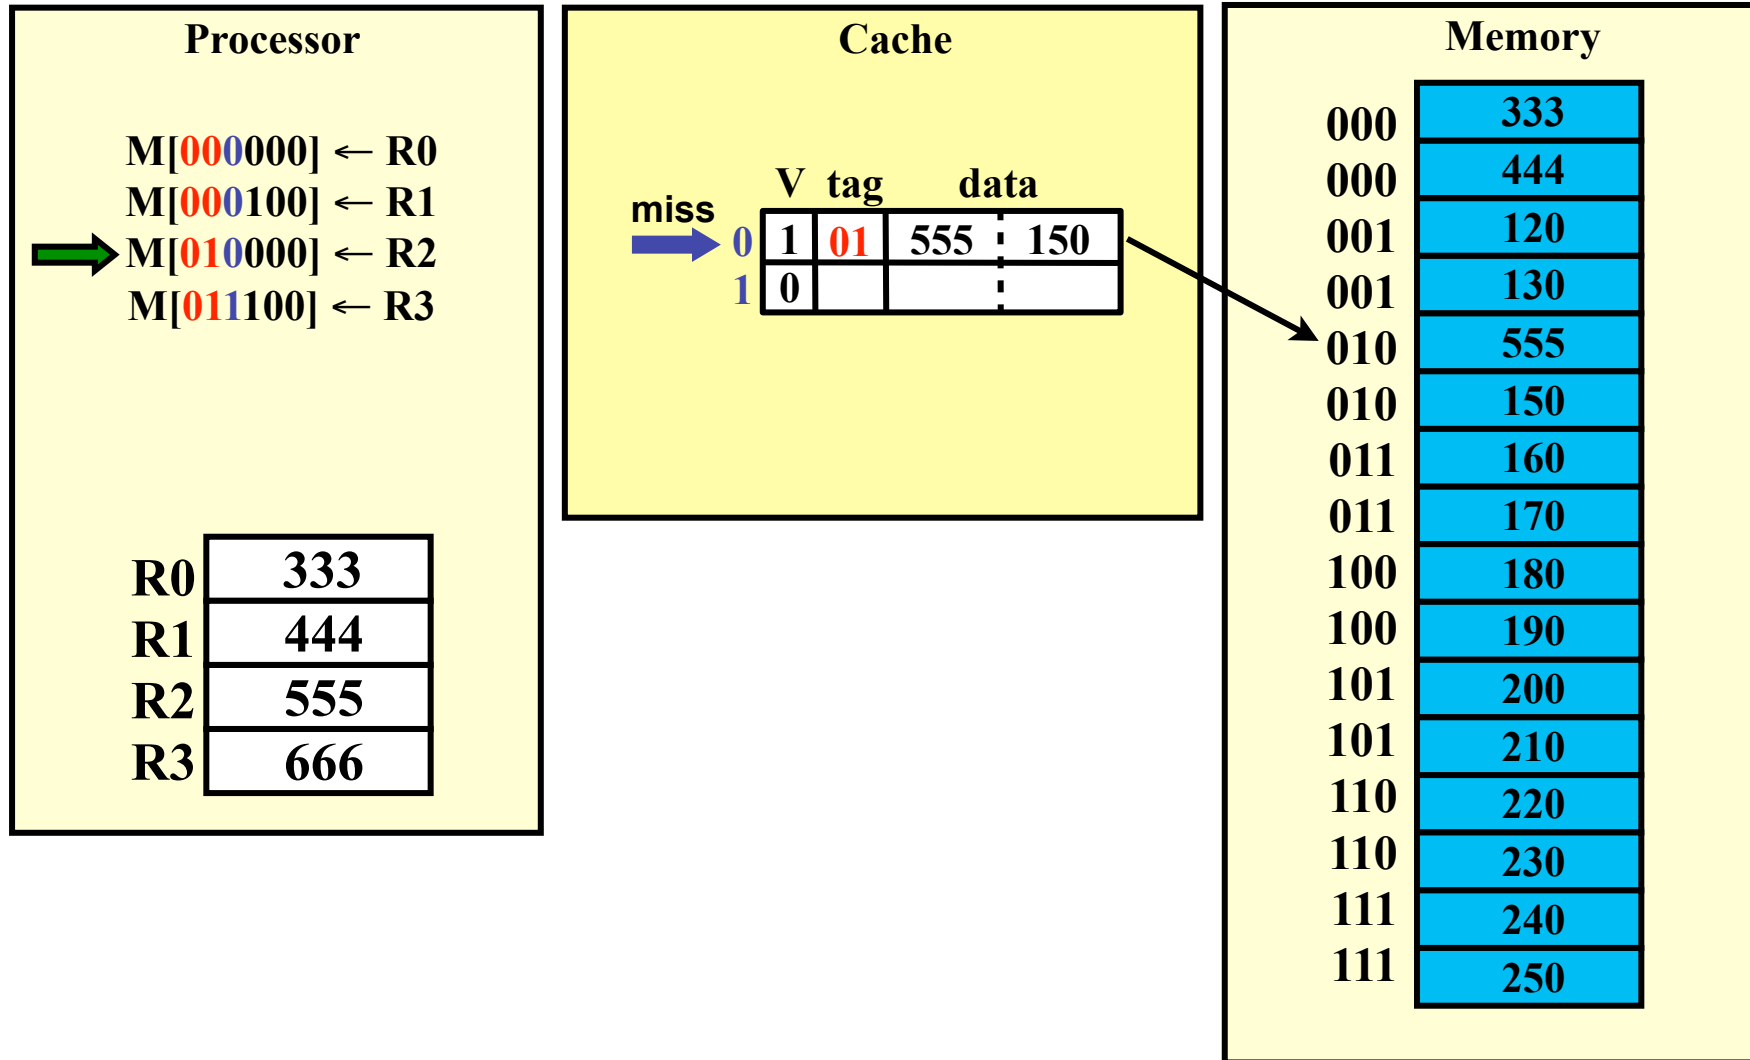 Processor
M[000000] ← R0
M[000100] ← R1
M[010000] ← R2
M[011100] ← R3
R0 333
R1 444
R2 555
R3 666
Cache
V tag data
miss
0 1 01 555 150
1 0
Memory
000 333
000 444
001 120
001 130
010 555
010 150
011 160
011 170
100 180
100 190
101 200
101 210
110 220
110 230
111 240
111 250